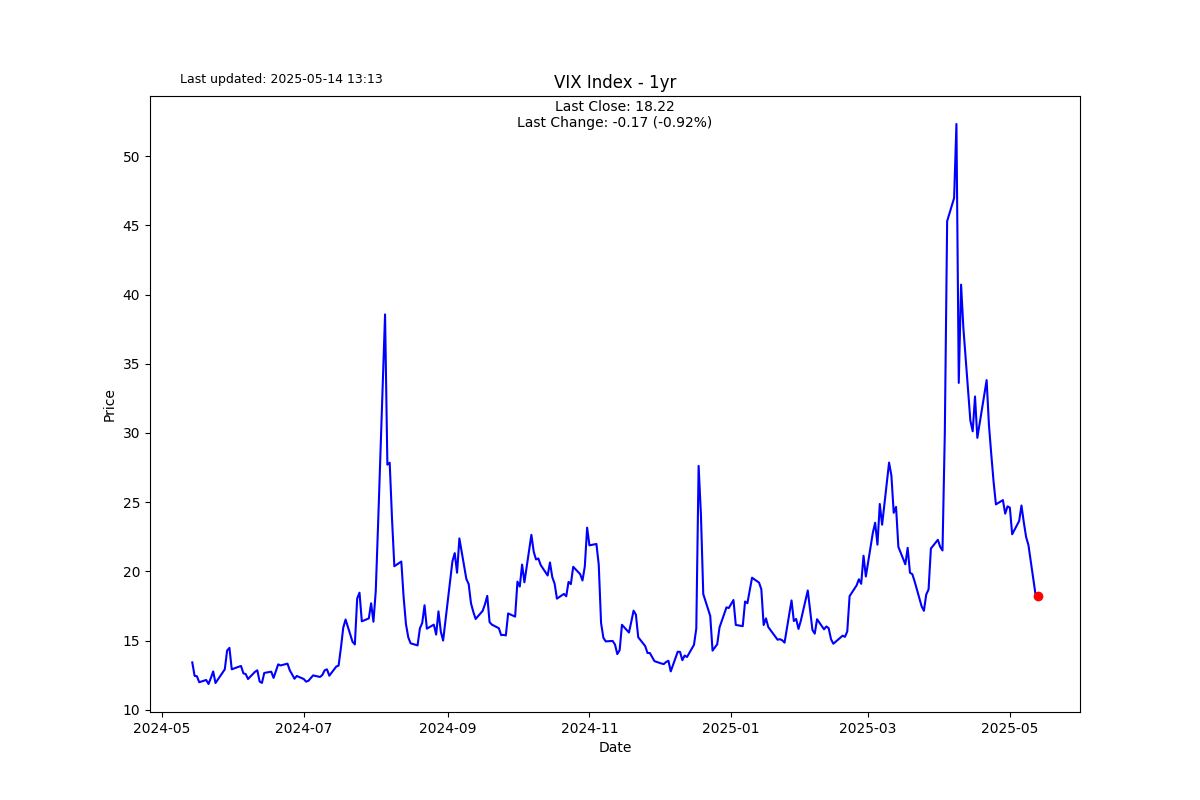 Last updated: 2025-05-14 13:13
VIX Index - 1yr
Last Close: 18.22
Last Change: -0.17 (-0.92%)
50
45
40
35
30
25
20
15
10
Price
2024-05 2024-07 2024-09 2024-11 2025-01 2025-03 2025-05
Date